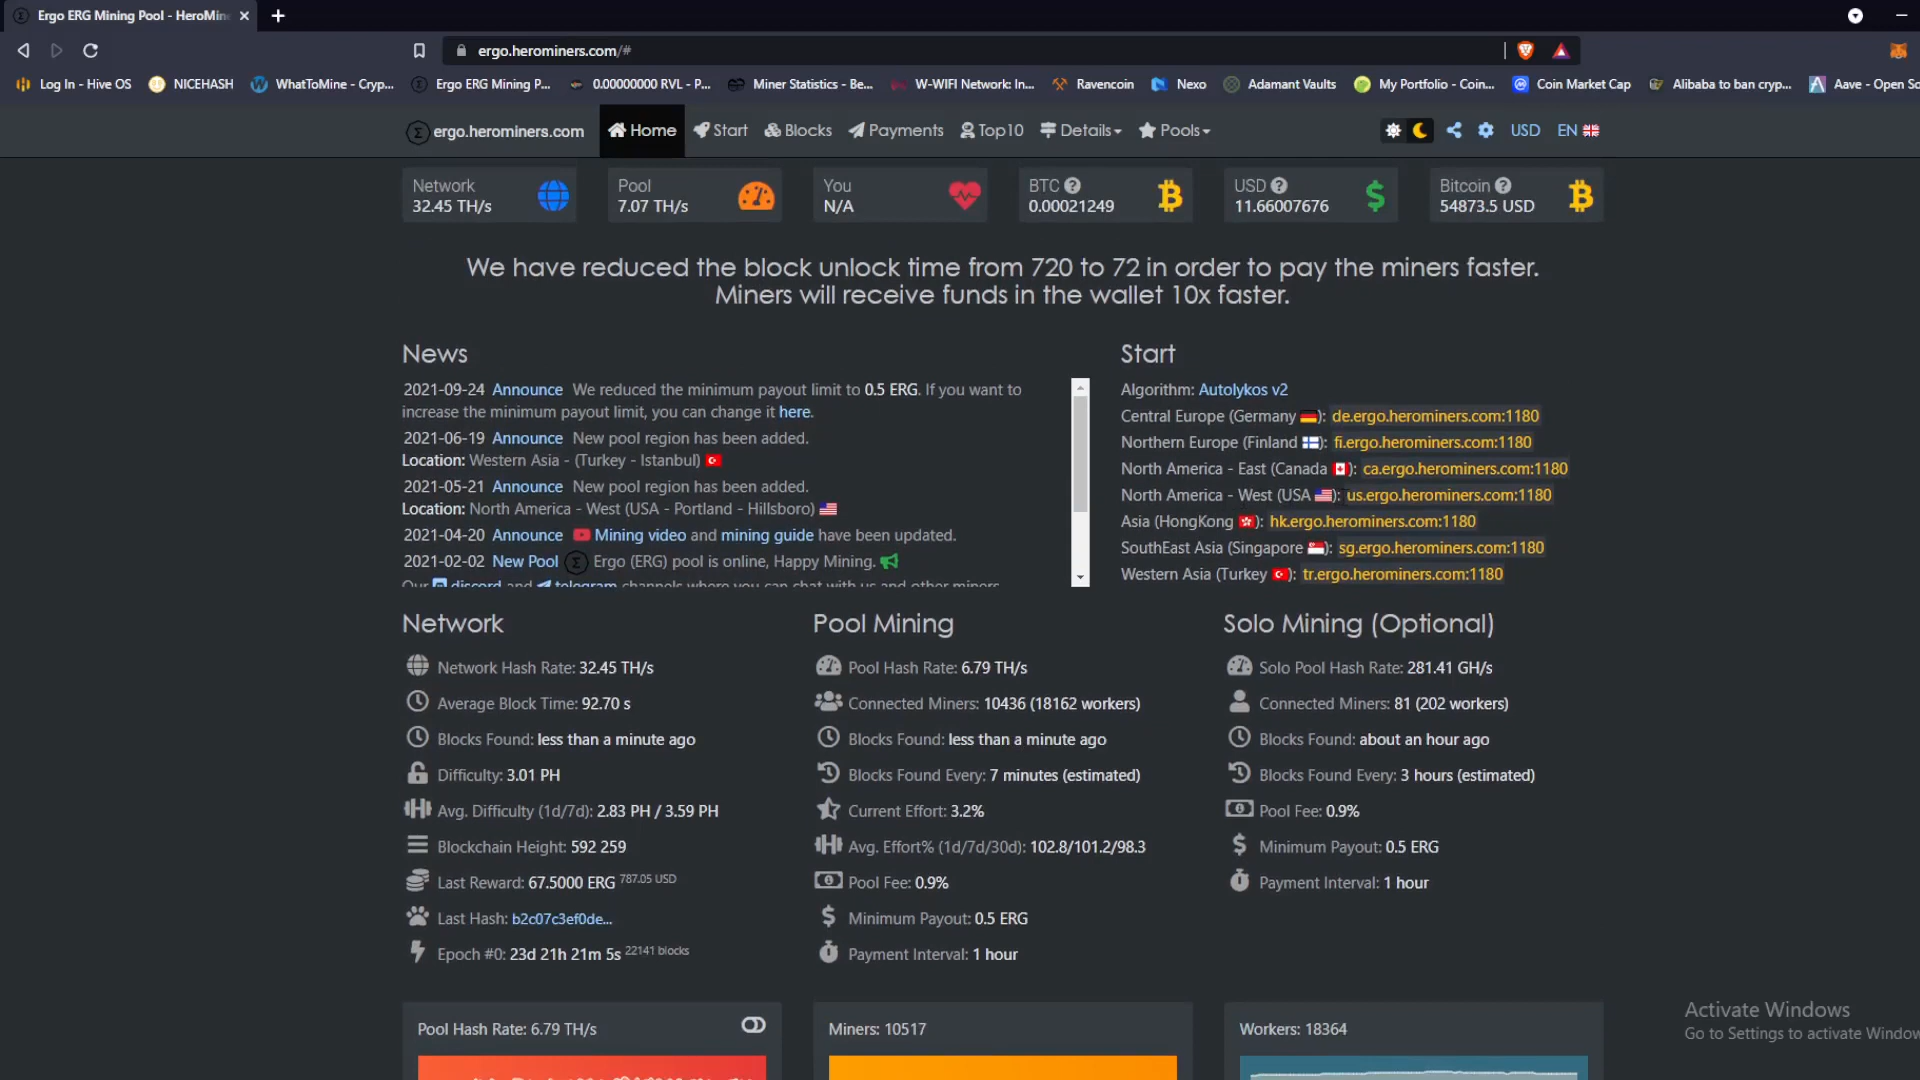 Ergo ERG Mining Pool - HeroMin
ergo.herominers.com/#
Log In - Hive OS
NICEHASH
WhatToMine - Cryp...
Ergo ERG Mining P...
0.00000000 RVL - P...
Miner Statistics - Be...
W-WIFI Network: In...
Ravencoin
Nexo
Adamant Vaults
My Portfolio - Coin...
Coin Market Cap
Alibaba to ban cryp...
Aave - Open So
ergo.herominers.com
Home
Start
Blocks
Payments
Top10
Details
Pools
USD
EN
Network
32.45 TH/s
Pool
7.07 TH/s
You
N/A
BTC
0.00021249
USD
11.66007676
Bitcoin
54873.5 USD
We have reduced the block unlock time from 720 to 72 in order to pay the miners faster.
Miners will receive funds in the wallet 10x faster.
News
2021-09-24 Announce We reduced the minimum payout limit to 0.5 ERG. If you want to
increase the minimum payout limit, you can change it here.
2021-06-19 Announce New pool region has been added.
Location: Western Asia - (Turkey - Istanbul)
2021-05-21 Announce New pool region has been added.
Location: North America - West (USA - Portland - Hillsboro)
2021-04-20 Announce Mining video and mining guide have been updated.
2021-02-02 New Pool Ergo (ERG) pool is online, Happy Mining.
Our discord and telegram channels where you can chat with us and other miners
Start
Algorithm: Autolykos v2
Central Europe (Germany): de.ergo.herominers.com:1180
Northern Europe (Finland): fi.ergo.herominers.com:1180
North America - East (Canada): ca.ergo.herominers.com:1180
North America - West (USA): us.ergo.herominers.com:1180
Asia (HongKong): hk.ergo.herominers.com:1180
SouthEast Asia (Singapore): sg.ergo.herominers.com:1180
Western Asia (Turkey): tr.ergo.herominers.com:1180
Network
Network Hash Rate: 32.45 TH/s
Average Block Time: 92.70 s
Blocks Found: less than a minute ago
Difficulty: 3.01 PH
Avg. Difficulty (1d/7d): 2.83 PH / 3.59 PH
Blockchain Height: 592 259
Last Reward: 67.5000 ERG 787.05 USD
Last Hash: b2c07c3ef0de...
Epoch #0: 23d 21h 21m 5s 22141 blocks
Pool Mining
Pool Hash Rate: 6.79 TH/s
Connected Miners: 10436 (18162 workers)
Blocks Found: less than a minute ago
Blocks Found Every: 7 minutes (estimated)
Current Effort: 3.2%
Avg. Effort% (1d/7d/30d): 102.8/101.2/98.3
Pool Fee: 0.9%
Minimum Payout: 0.5 ERG
Payment Interval: 1 hour
Solo Mining (Optional)
Solo Pool Hash Rate: 281.41 GH/s
Connected Miners: 81 (202 workers)
Blocks Found: about an hour ago
Blocks Found Every: 3 hours (estimated)
Pool Fee: 0.9%
Minimum Payout: 0.5 ERG
Payment Interval: 1 hour
Pool Hash Rate: 6.79 TH/s
Miners: 10517
Workers: 18364
Activate Windows
Go to Settings to activate Window